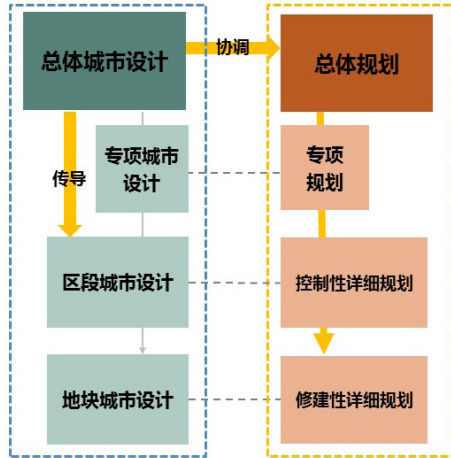 总体城市设计
协调
总体规划
专项城市
设计
专项
规划
传导
区段城市设计
控制性详细规划
地块城市设计
修建性详细规划